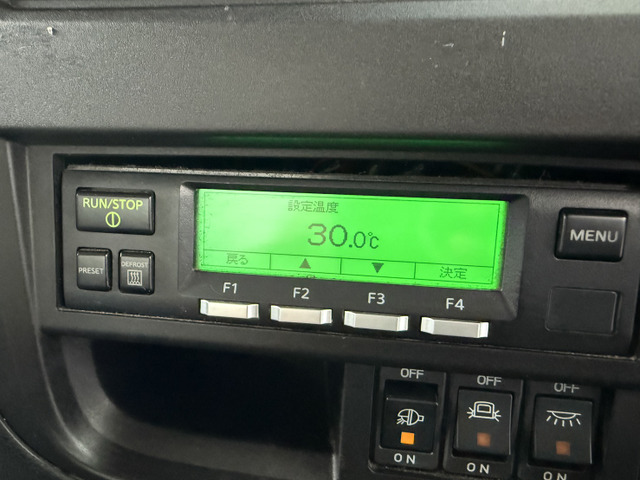 設定温度
RUN/STOP
30.0℃
MENU
PRESET
DEFROST
戻る ▲ ▼ 決定
F1 F2 F3 F4
OFF OFF OFF
ON ON ON